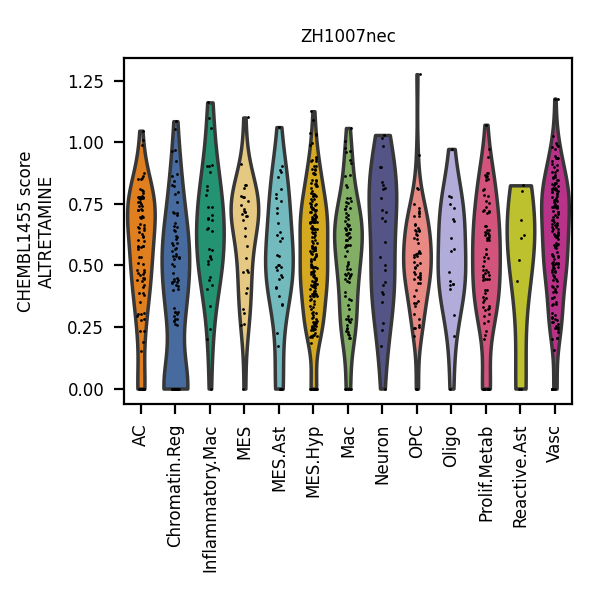 ZH1007nec
CHEMBL1455 score
ALTRETAMINE
1.25
1.00
0.75
0.50
0.25
0.00
AC
Chromatin.Reg
Inflammatory.Mac
MES
MES.Ast
MES.Hyp
Mac
Neuron
OPC
Oligo
Prolif.Metab
Reactive.Ast
Vasc